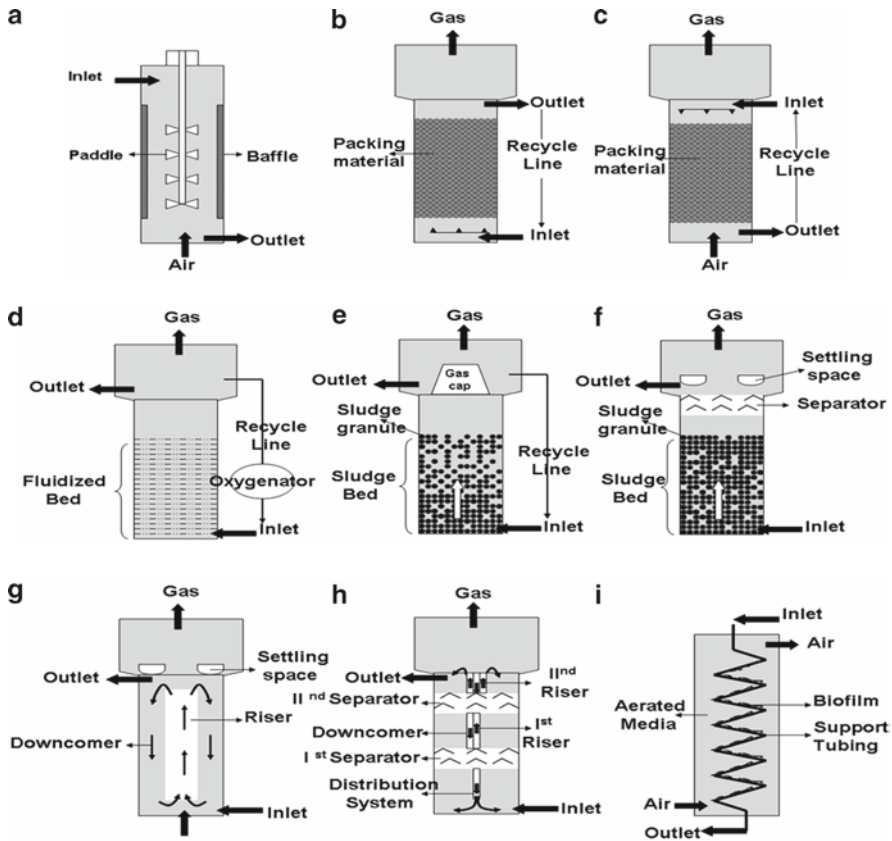 a
Inlet
Paddle
Baffle
Outlet
Air
b
Gas
Outlet
Packing
material
Recycle
Line
Inlet
c
Gas
Inlet
Packing
material
Recycle
Line
Outlet
Air
d
Gas
Outlet
Recycle
Line
Fluidized
Bed
Oxygenator
Inlet
e
Gas
Gas
cap
Outlet
Sludge
granule
Sludge
Bed
Recycle
Line
Inlet
f
Gas
Settling
space
Outlet
Separator
Sludge
granule
Sludge
Bed
Inlet
g
Gas
Outlet
Settling
space
Riser
Downcomer
Inlet
h
Gas
Outlet
IInd
Riser
II nd Separator
Downcomer
Ist
Riser
I st Separator
Distribution
System
Inlet
i
Inlet
Air
Aerated
Media
Biofilm
Support
Tubing
Air
Outlet